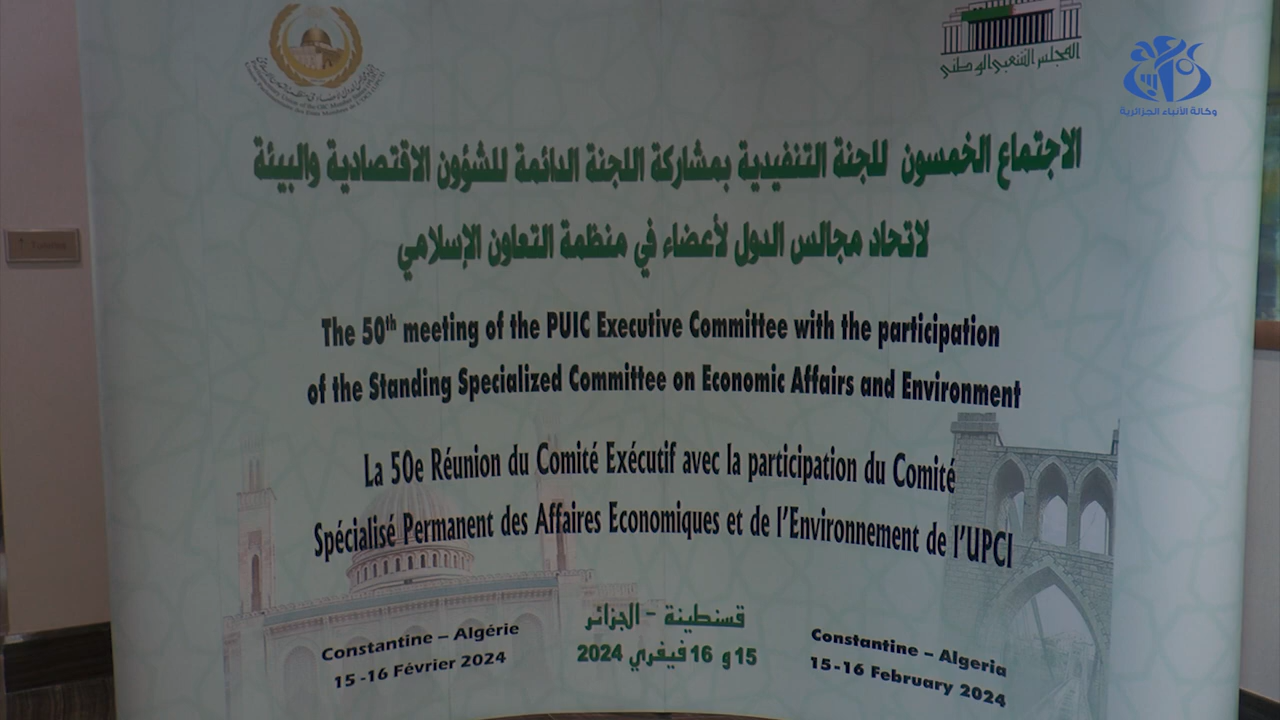 المجلس الشعبي الوطني
وكالة الأنباء الجزائرية
الاجتماع الخمسون للجنة التنفيدية بمشاركة اللجنة الدائمة للشؤون الاقتصادية والبيئة
لاتحاد مجالس الدول لأعضاء في منظمة التعاون الإسلامي
The 50th meeting of the PUIC Executive Committee with the participation
of the Standing Specialized Committee on Economic Affairs and Environment
La 50e Réunion du Comité Exécutif avec la participation du Comité
Spécialisé Permanent des Affaires Economiques et de l'Environnement de l'UPCI
قسنطينة - الجزائر
15 و 16 فيفري 2024
Constantine – Algérie
15 -16 Février 2024
Constantine – Algeria
15-16 February 2024